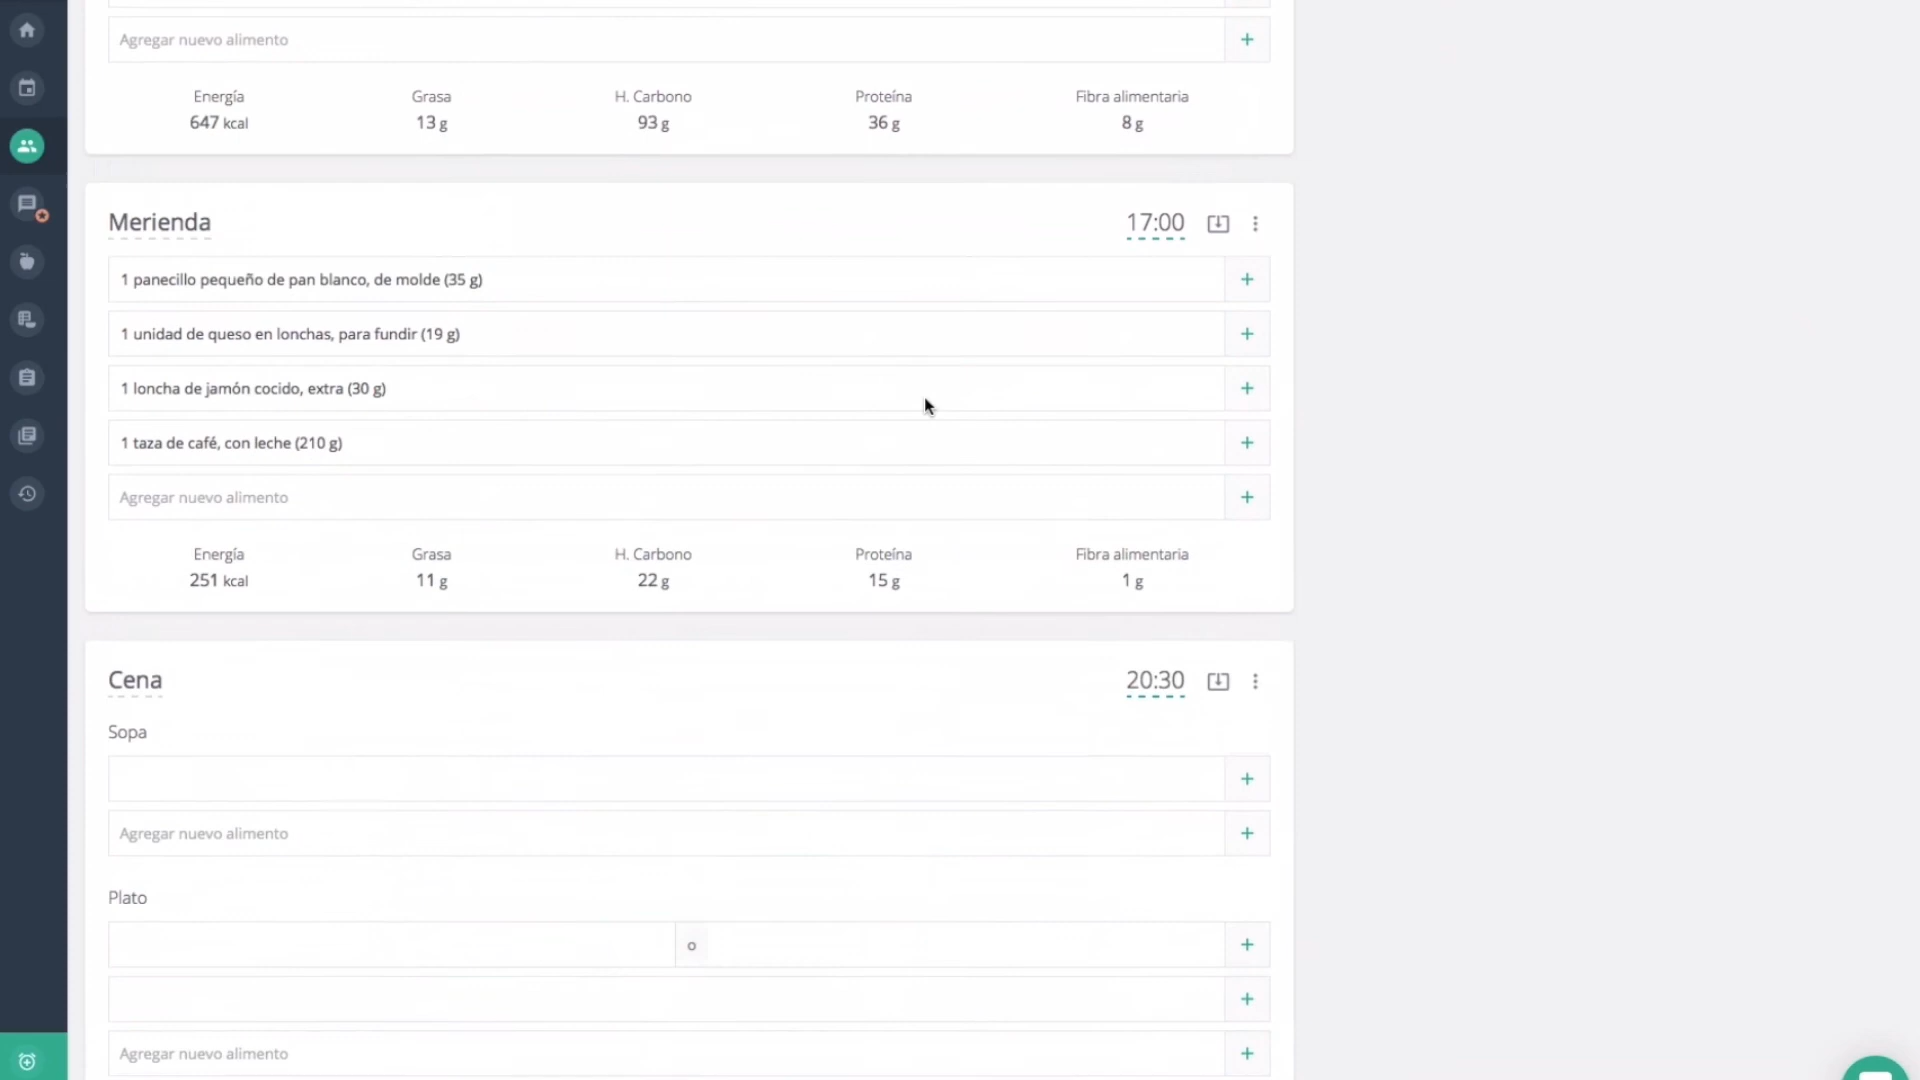 Agregar nuevo alimento
Energía Grasa H. Carbono Proteína Fibra alimentaria
647 kcal 13 g 93 g 36 g 8 g
Merienda 17:00
1 panecillo pequeño de pan blanco, de molde (35 g)
1 unidad de queso en lonchas, para fundir (19 g)
1 loncha de jamón cocido, extra (30 g)
1 taza de café, con leche (210 g)
Agregar nuevo alimento
Energía Grasa H. Carbono Proteína Fibra alimentaria
251 kcal 11 g 22 g 15 g 1 g
Cena 20:30
Sopa
Agregar nuevo alimento
Plato
o
Agregar nuevo alimento